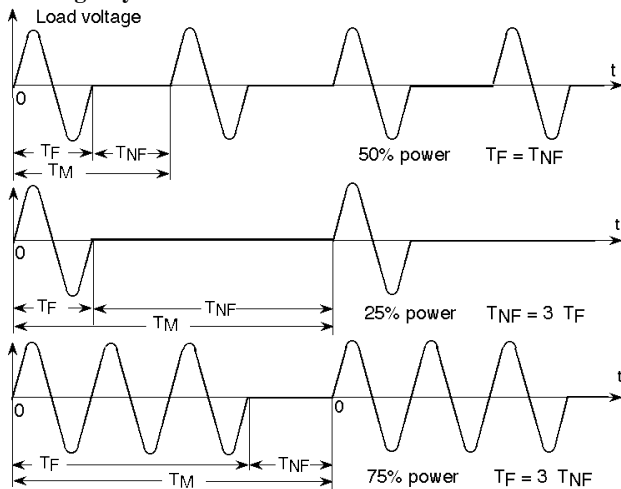 Load voltage
t
0
TF TNF
TM
50% power TF = TNF
t
0
TF TNF
TM
25% power TNF = 3 TF
t
0 0
TF TNF
TM
75% power TF = 3 TNF